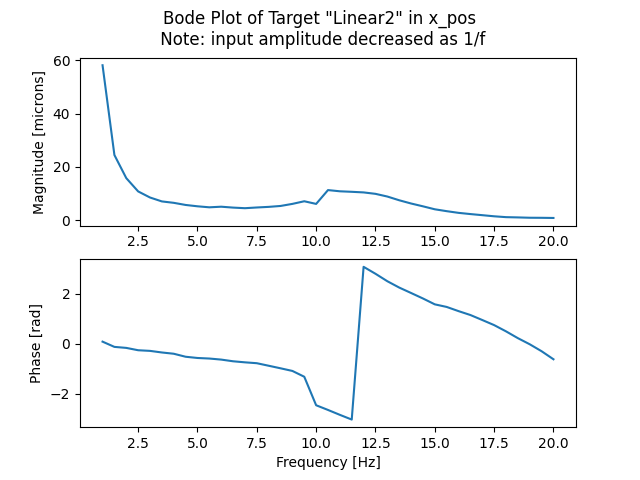 Bode Plot of Target "Linear2" in x_pos
Note: input amplitude decreased as 1/f
Magnitude [microns]
60
40
20
0
2.5 5.0 7.5 10.0 12.5 15.0 17.5 20.0
Phase [rad]
2
0
−2
2.5 5.0 7.5 10.0 12.5 15.0 17.5 20.0
Frequency [Hz]